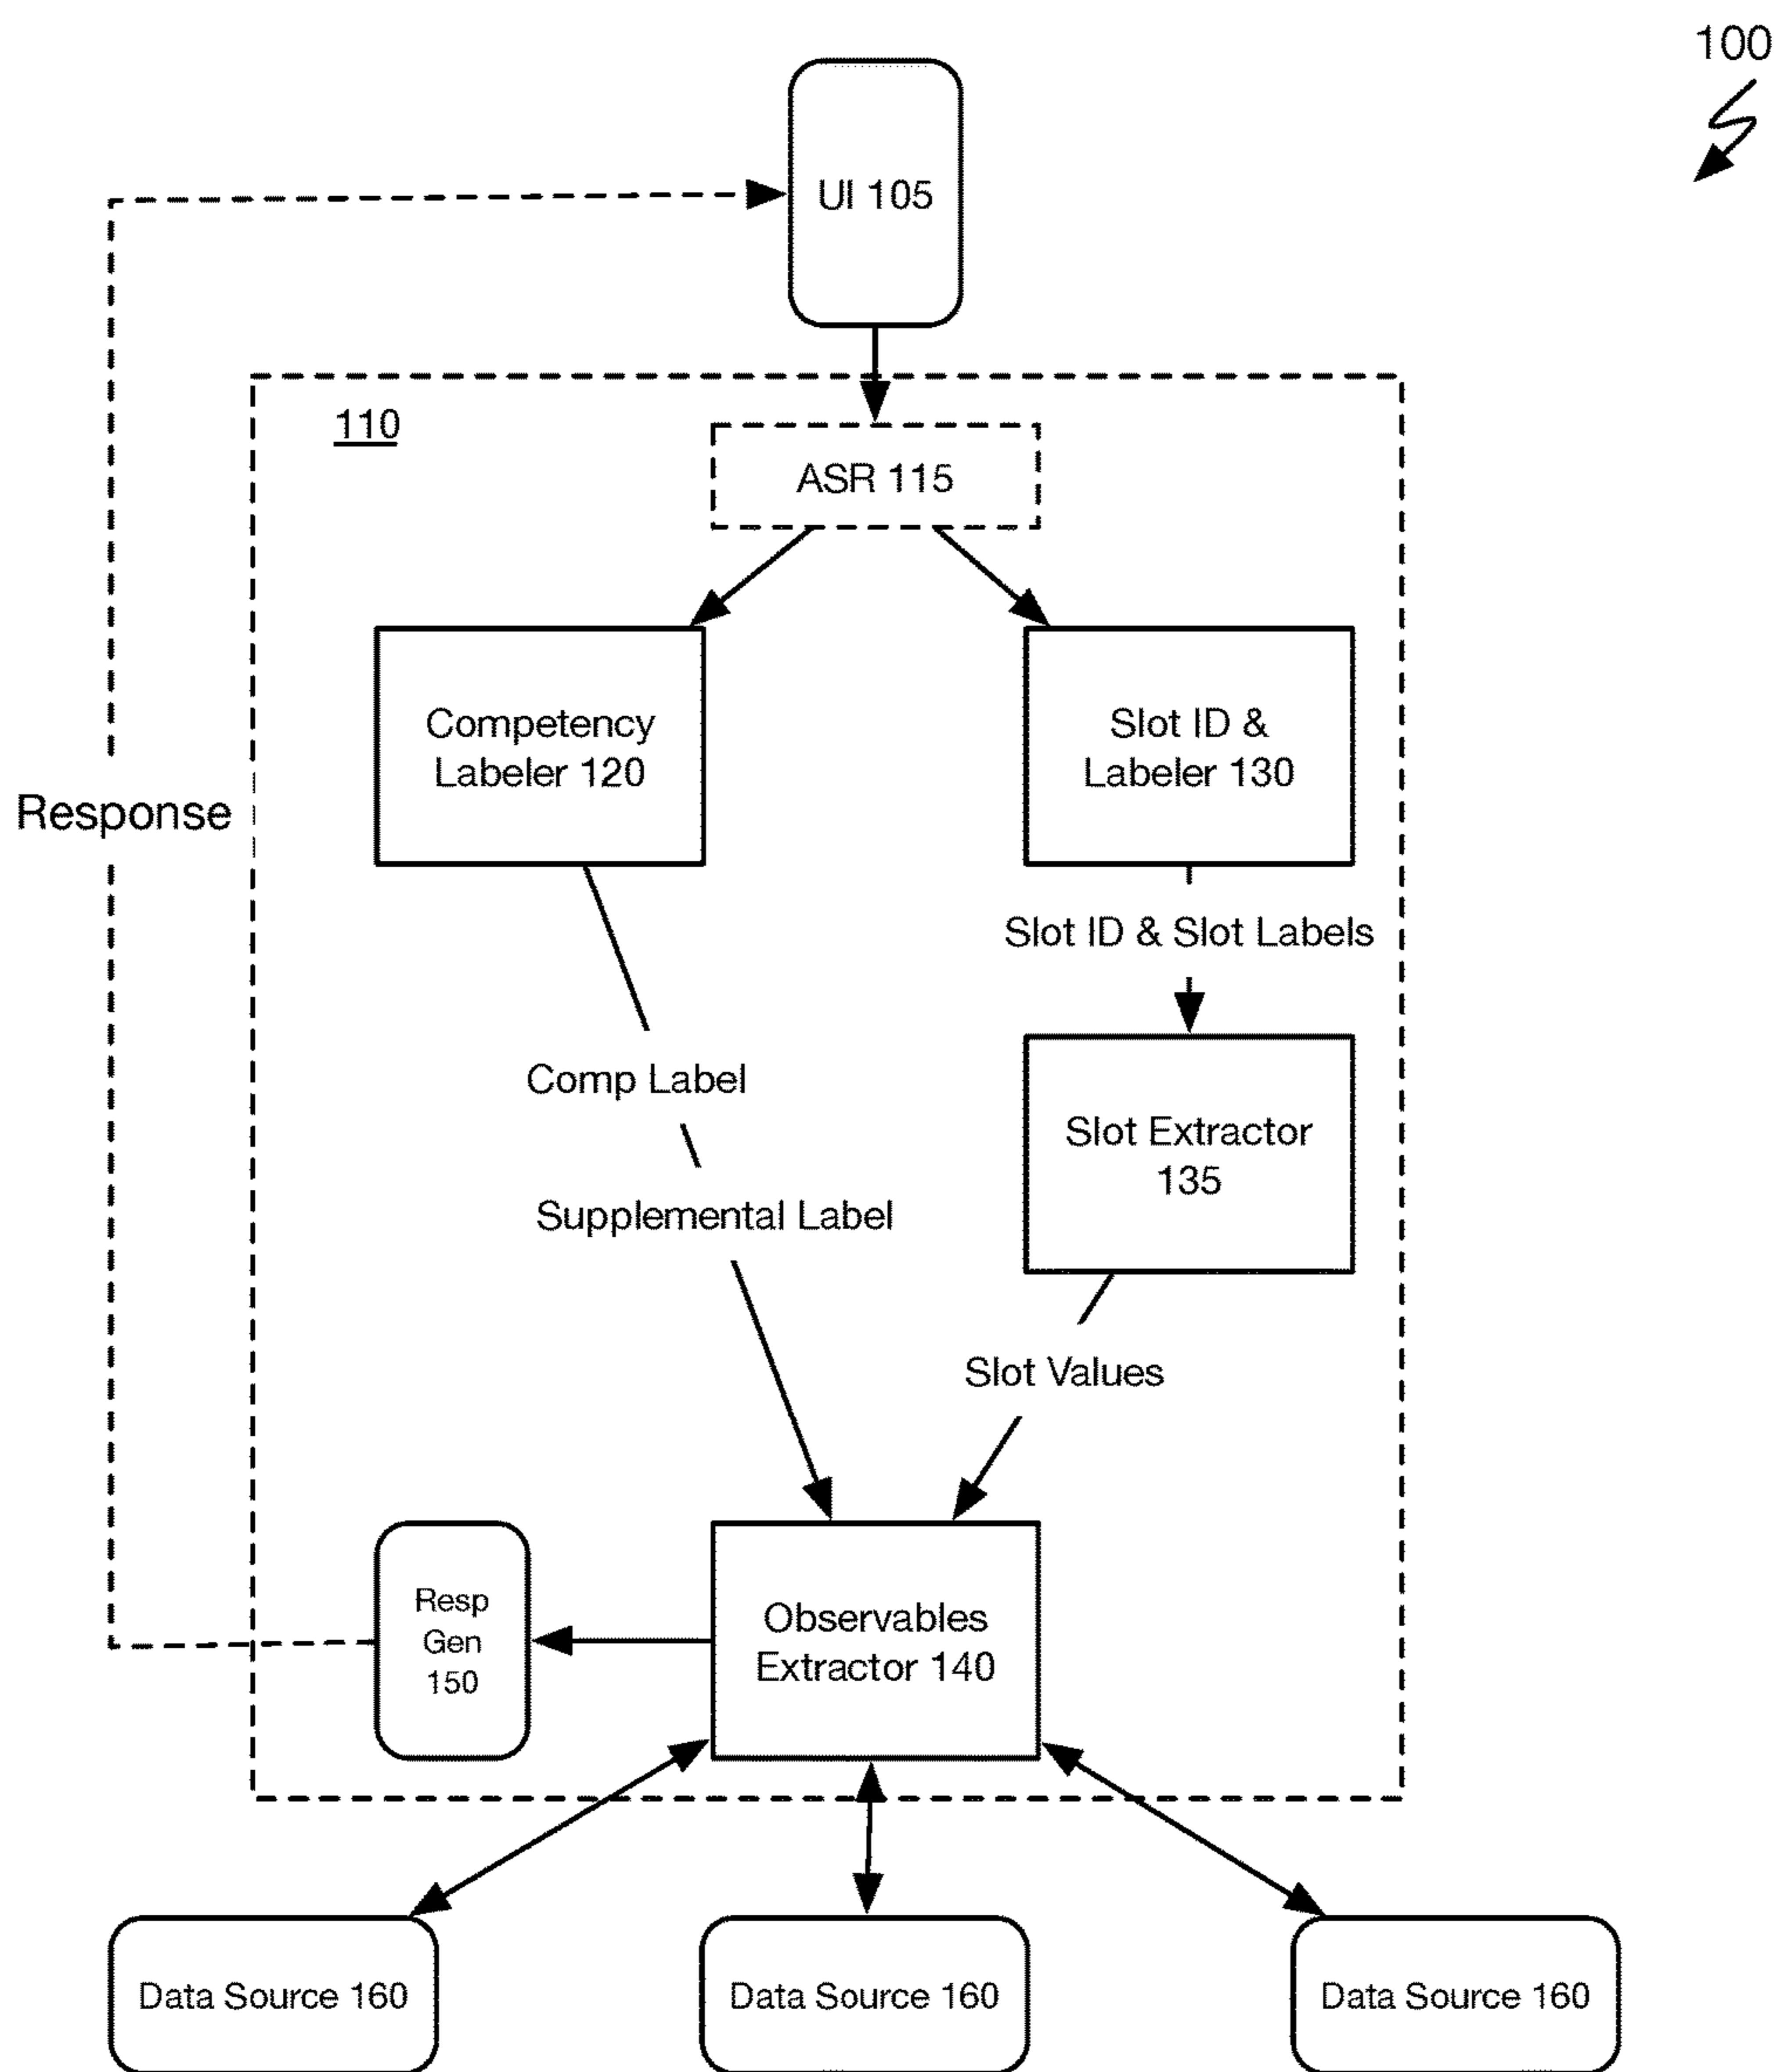 100
UI 105
110
ASR 115
Competency
Labeler 120
Slot ID &
Labeler 130
Response
Slot ID & Slot Labels
Comp Label
Slot Extractor
135
Supplemental Label
Slot Values
Resp
Gen
150
Observables
Extractor 140
Data Source 160
Data Source 160
Data Source 160